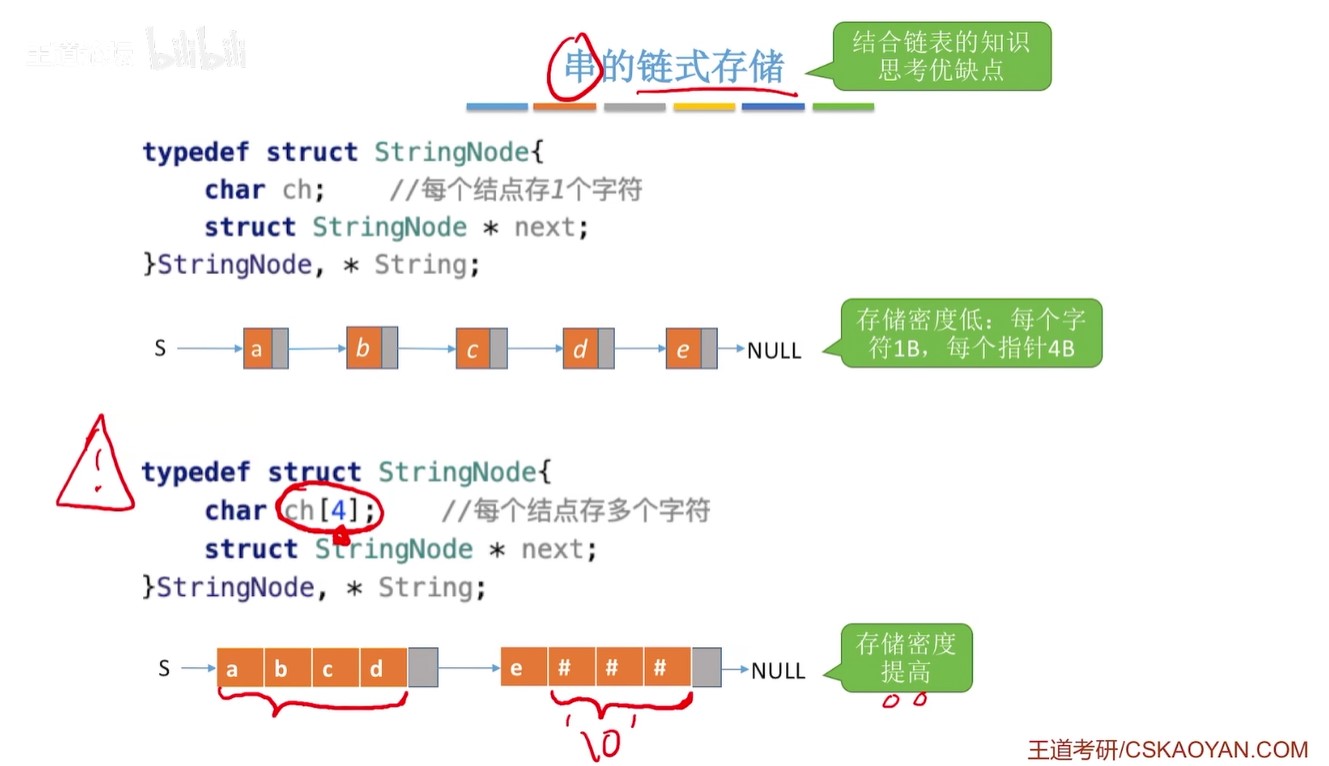 bilibili
串的链式存储
结合链表的知识
思考优缺点
typedef struct StringNode{
char ch; //每个结点存1个字符
struct StringNode * next;
}StringNode, * String;
S a b c d e NULL
存储密度低：每个字
符1B，每个指针4B
!
typedef struct StringNode{
char ch[4]; //每个结点存多个字符
struct StringNode * next;
}StringNode, * String;
S a b c d e # # # NULL
存储密度
提高
'\0'
王道考研/CSKAOYAN.COM